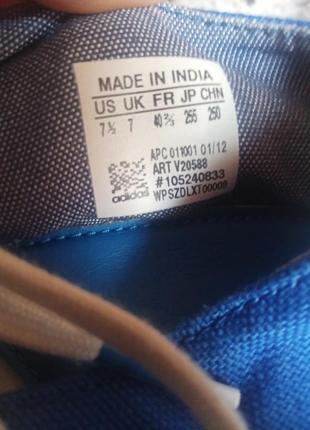 MADE IN INDIA
US UK FR JP CHN
7½ 7 40⅔ 255 250
APC 011001 01/12
ART V20588
#105240833
WPSZDLXT00009
adidas